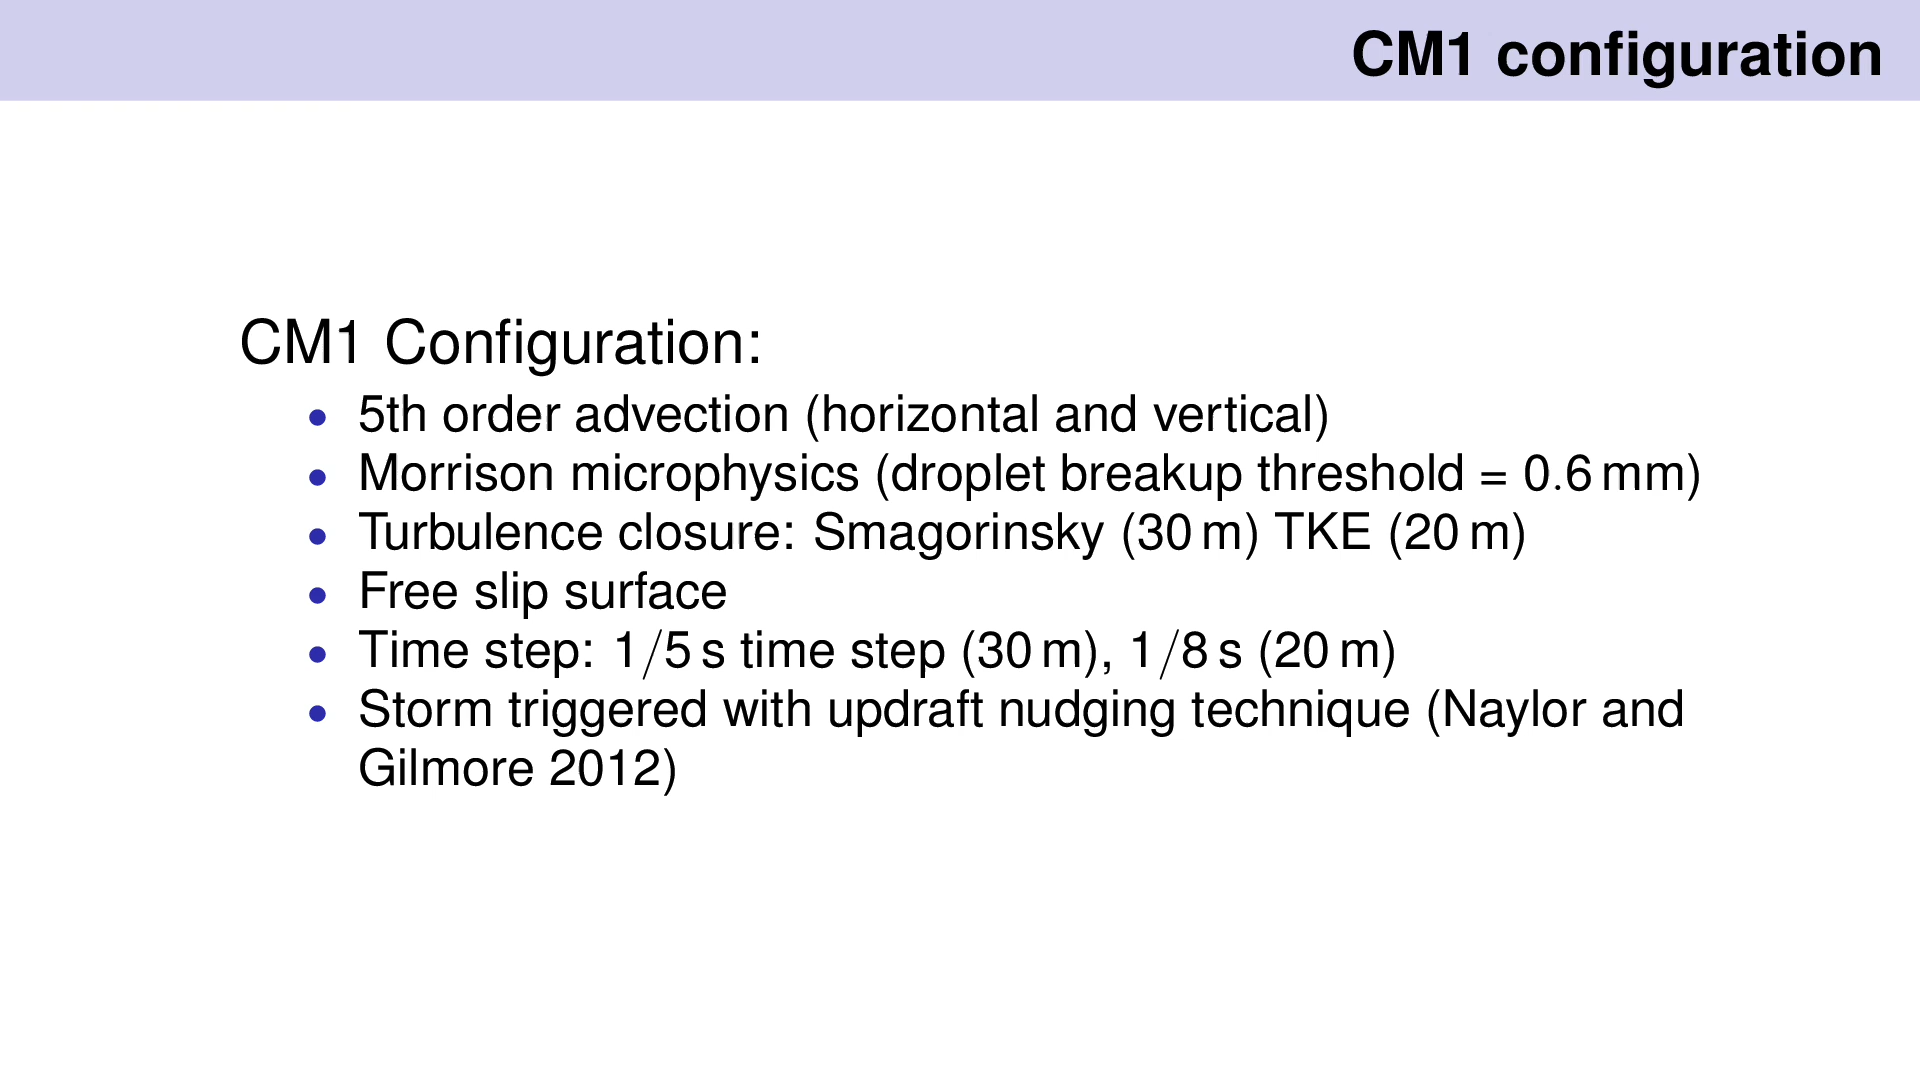 CM1 configuration
CM1 Configuration:
• 5th order advection (horizontal and vertical)
• Morrison microphysics (droplet breakup threshold = 0.6 mm)
• Turbulence closure: Smagorinsky (30 m) TKE (20 m)
• Free slip surface
• Time step: 1/5 s time step (30 m), 1/8 s (20 m)
• Storm triggered with updraft nudging technique (Naylor and
Gilmore 2012)